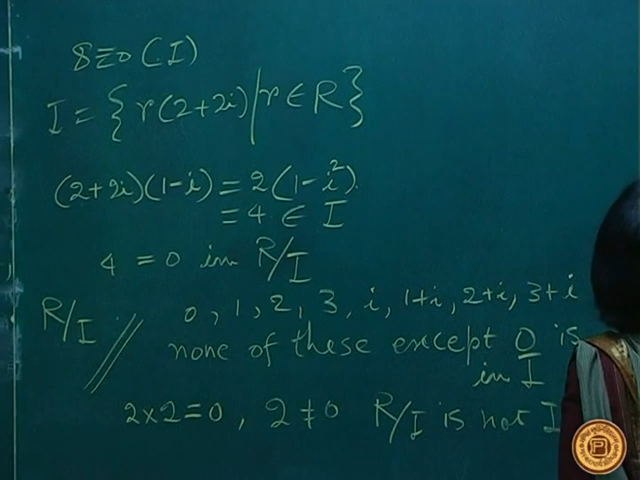 8≡0 (I)
I = { r(2+2i) | r ∈ R }
(2+2i)(1-i) = 2(1-i²).
= 4 ∈ I
4 = 0 in R/I
R/I // 0, 1, 2, 3, i, 1+i, 2+i, 3+i
none of these except 0 is
in I
2×2=0, 2≠0 R/I is not I